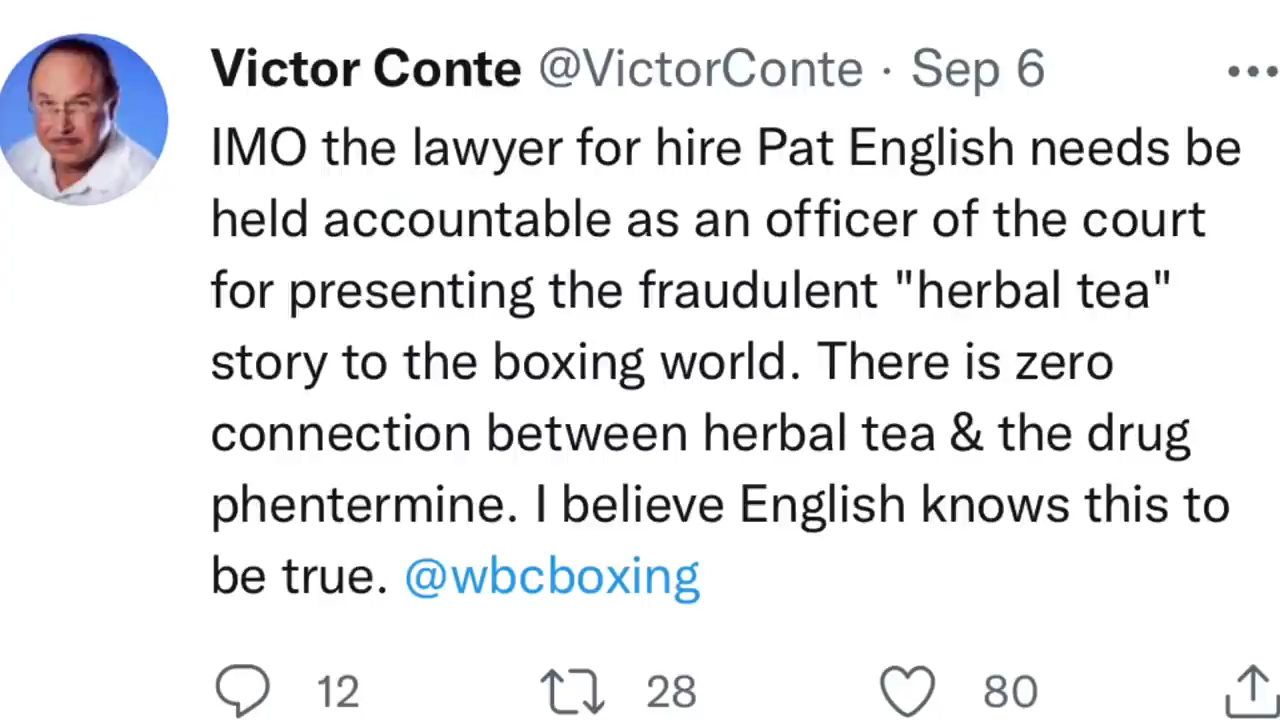 Victor Conte @VictorConte · Sep 6
IMO the lawyer for hire Pat English needs be
held accountable as an officer of the court
for presenting the fraudulent "herbal tea"
story to the boxing world. There is zero
connection between herbal tea & the drug
phentermine. I believe English knows this to
be true. @wbcboxing
12 28 80